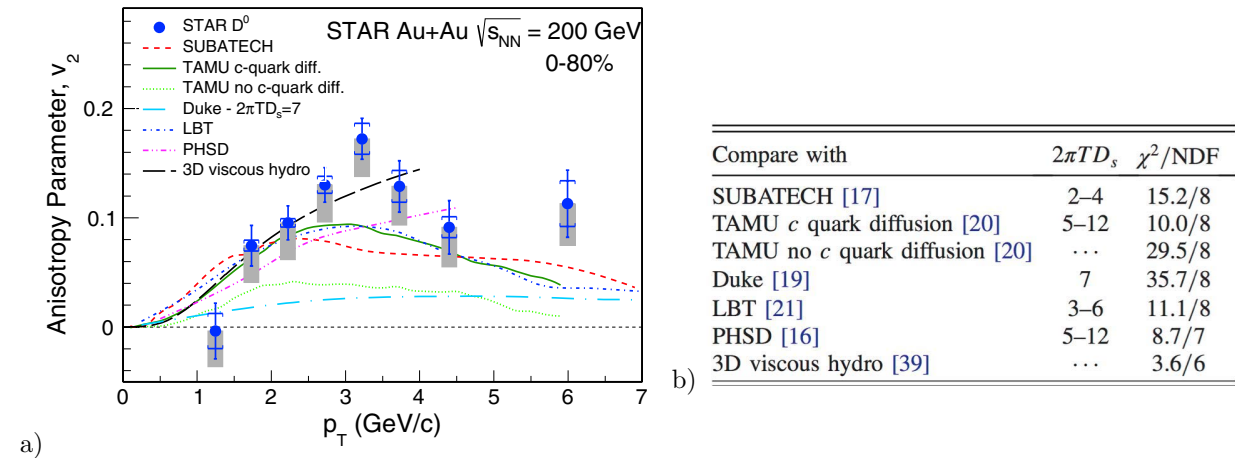 STAR D⁰
SUBATECH
TAMU c-quark diff.
TAMU no c-quark diff.
Duke - 2πTDₛ=7
LBT
PHSD
3D viscous hydro
STAR Au+Au √sNN = 200 GeV
0-80%
Anisotropy Parameter, v₂
0.2
0.1
0
0 1 2 3 4 5 6 7
p_T (GeV/c)
a)
Compare with 2πTDₛ χ²/NDF
SUBATECH [17] 2–4 15.2/8
TAMU c quark diffusion [20] 5–12 10.0/8
TAMU no c quark diffusion [20] ··· 29.5/8
Duke [19] 7 35.7/8
LBT [21] 3–6 11.1/8
PHSD [16] 5–12 8.7/7
3D viscous hydro [39] ··· 3.6/6
b)